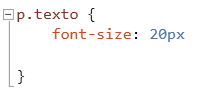 p.texto {
    font-size: 20px
}